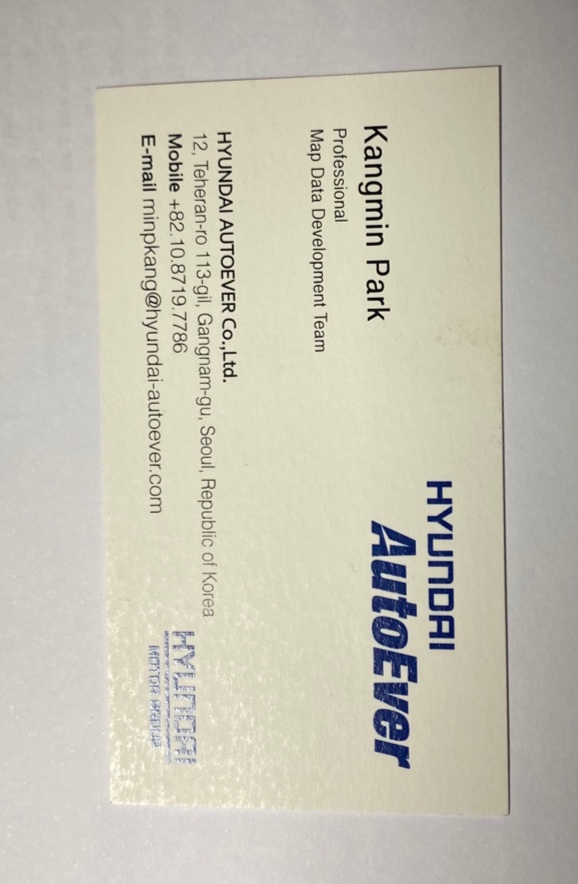 HYUNDAI
AutoEver
Kangmin Park
Professional
Map Data Development Team
HYUNDAI AUTOEVER Co.,Ltd.
12, Teheran-ro 113-gil, Gangnam-gu, Seoul, Republic of Korea
Mobile +82.10.8719.7786
E-mail minpkang@hyundai-autoever.com
HYUNDAI
MOTOR GROUP